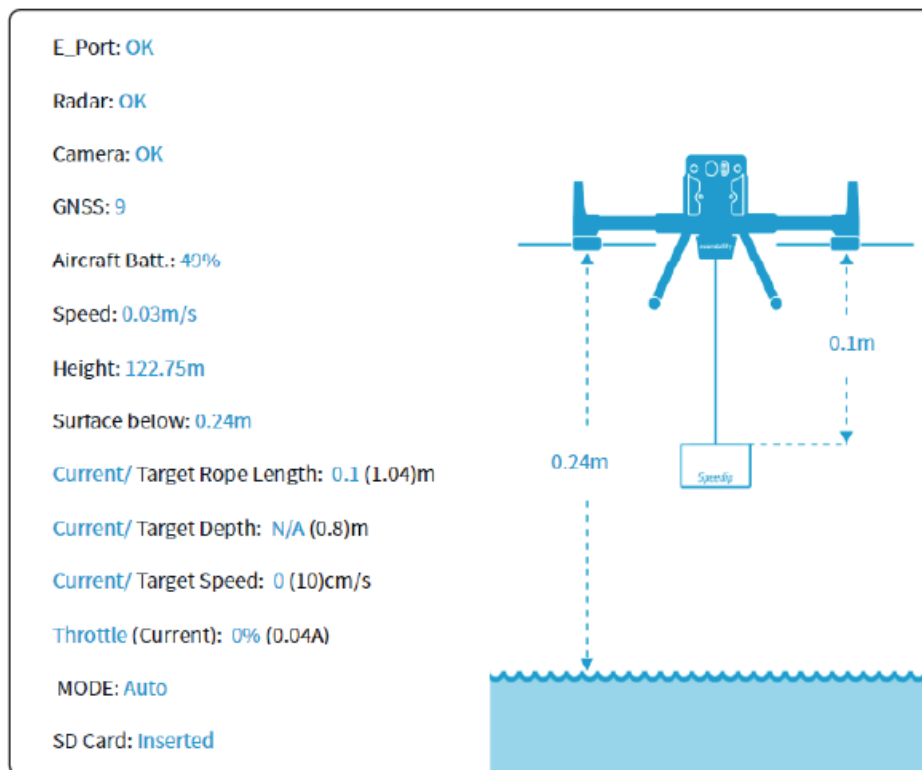 E_Port: OK
Radar: OK
Camera: OK
GNSS: 9
Aircraft Batt.: 49%
Speed: 0.03m/s
Height: 122.75m
Surface below: 0.24m
Current/ Target Rope Length: 0.1 (1.04)m
Current/ Target Depth: N/A (0.8)m
Current/ Target Speed: 0 (10)cm/s
Throttle (Current): 0% (0.04A)
MODE: Auto
SD Card: Inserted
0.1m
0.24m
Speedip